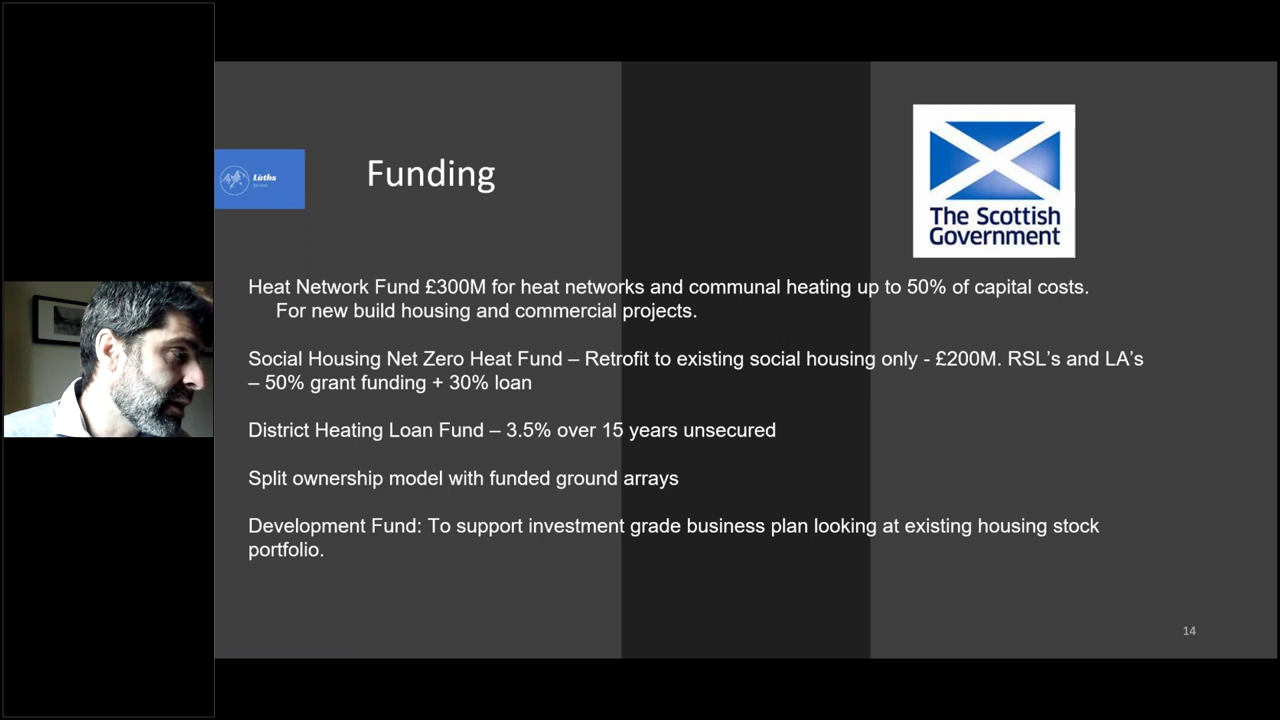 Lùths
Services
Funding
The Scottish
Government
Heat Network Fund £300M for heat networks and communal heating up to 50% of capital costs.
For new build housing and commercial projects.
Social Housing Net Zero Heat Fund – Retrofit to existing social housing only - £200M. RSL’s and LA’s
– 50% grant funding + 30% loan
District Heating Loan Fund – 3.5% over 15 years unsecured
Split ownership model with funded ground arrays
Development Fund: To support investment grade business plan looking at existing housing stock
portfolio.
14